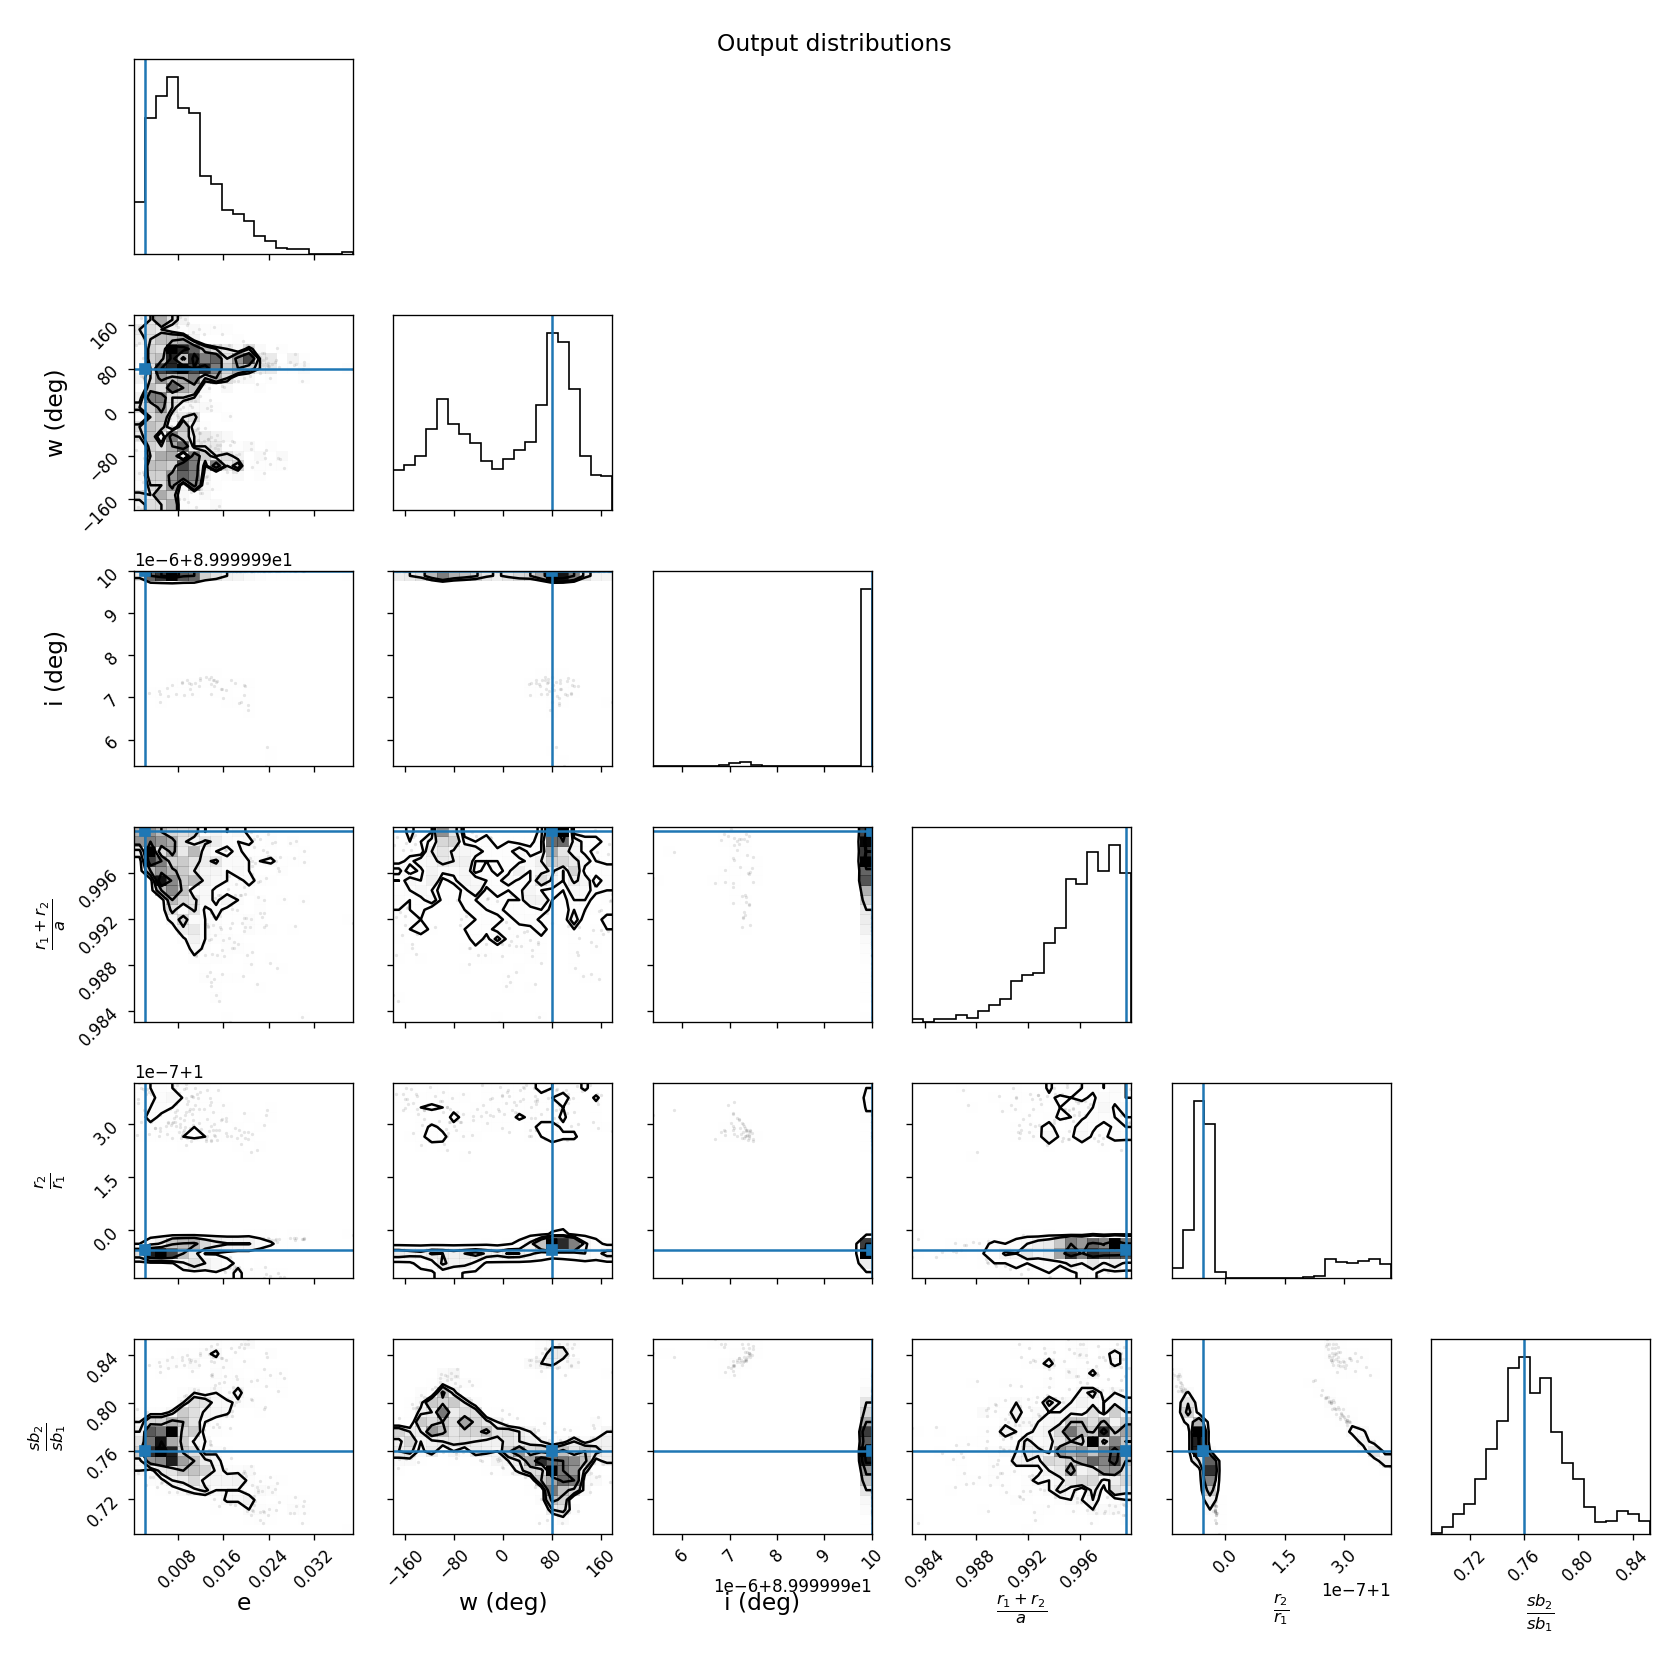 Output distributions
w (deg)
160
80
0
−80
−160
1e−6+8.999999e1
i (deg)
10
9
8
7
6
r₁ + r₂
a
0.996
0.992
0.988
0.984
1e−7+1
r₂
r₁
3.0
1.5
0.0
sb₂
sb₁
0.84
0.80
0.76
0.72
0.008 0.016 0.024 0.032
−160 −80 0 80 160
6 7 8 9 10
0.984 0.988 0.992 0.996
0.0 1.5 3.0
0.72 0.76 0.80 0.84
1e−6+8.999999e1
1e−7+1
e
w (deg)
i (deg)
r₁ + r₂
a
r₂
r₁
sb₂
sb₁